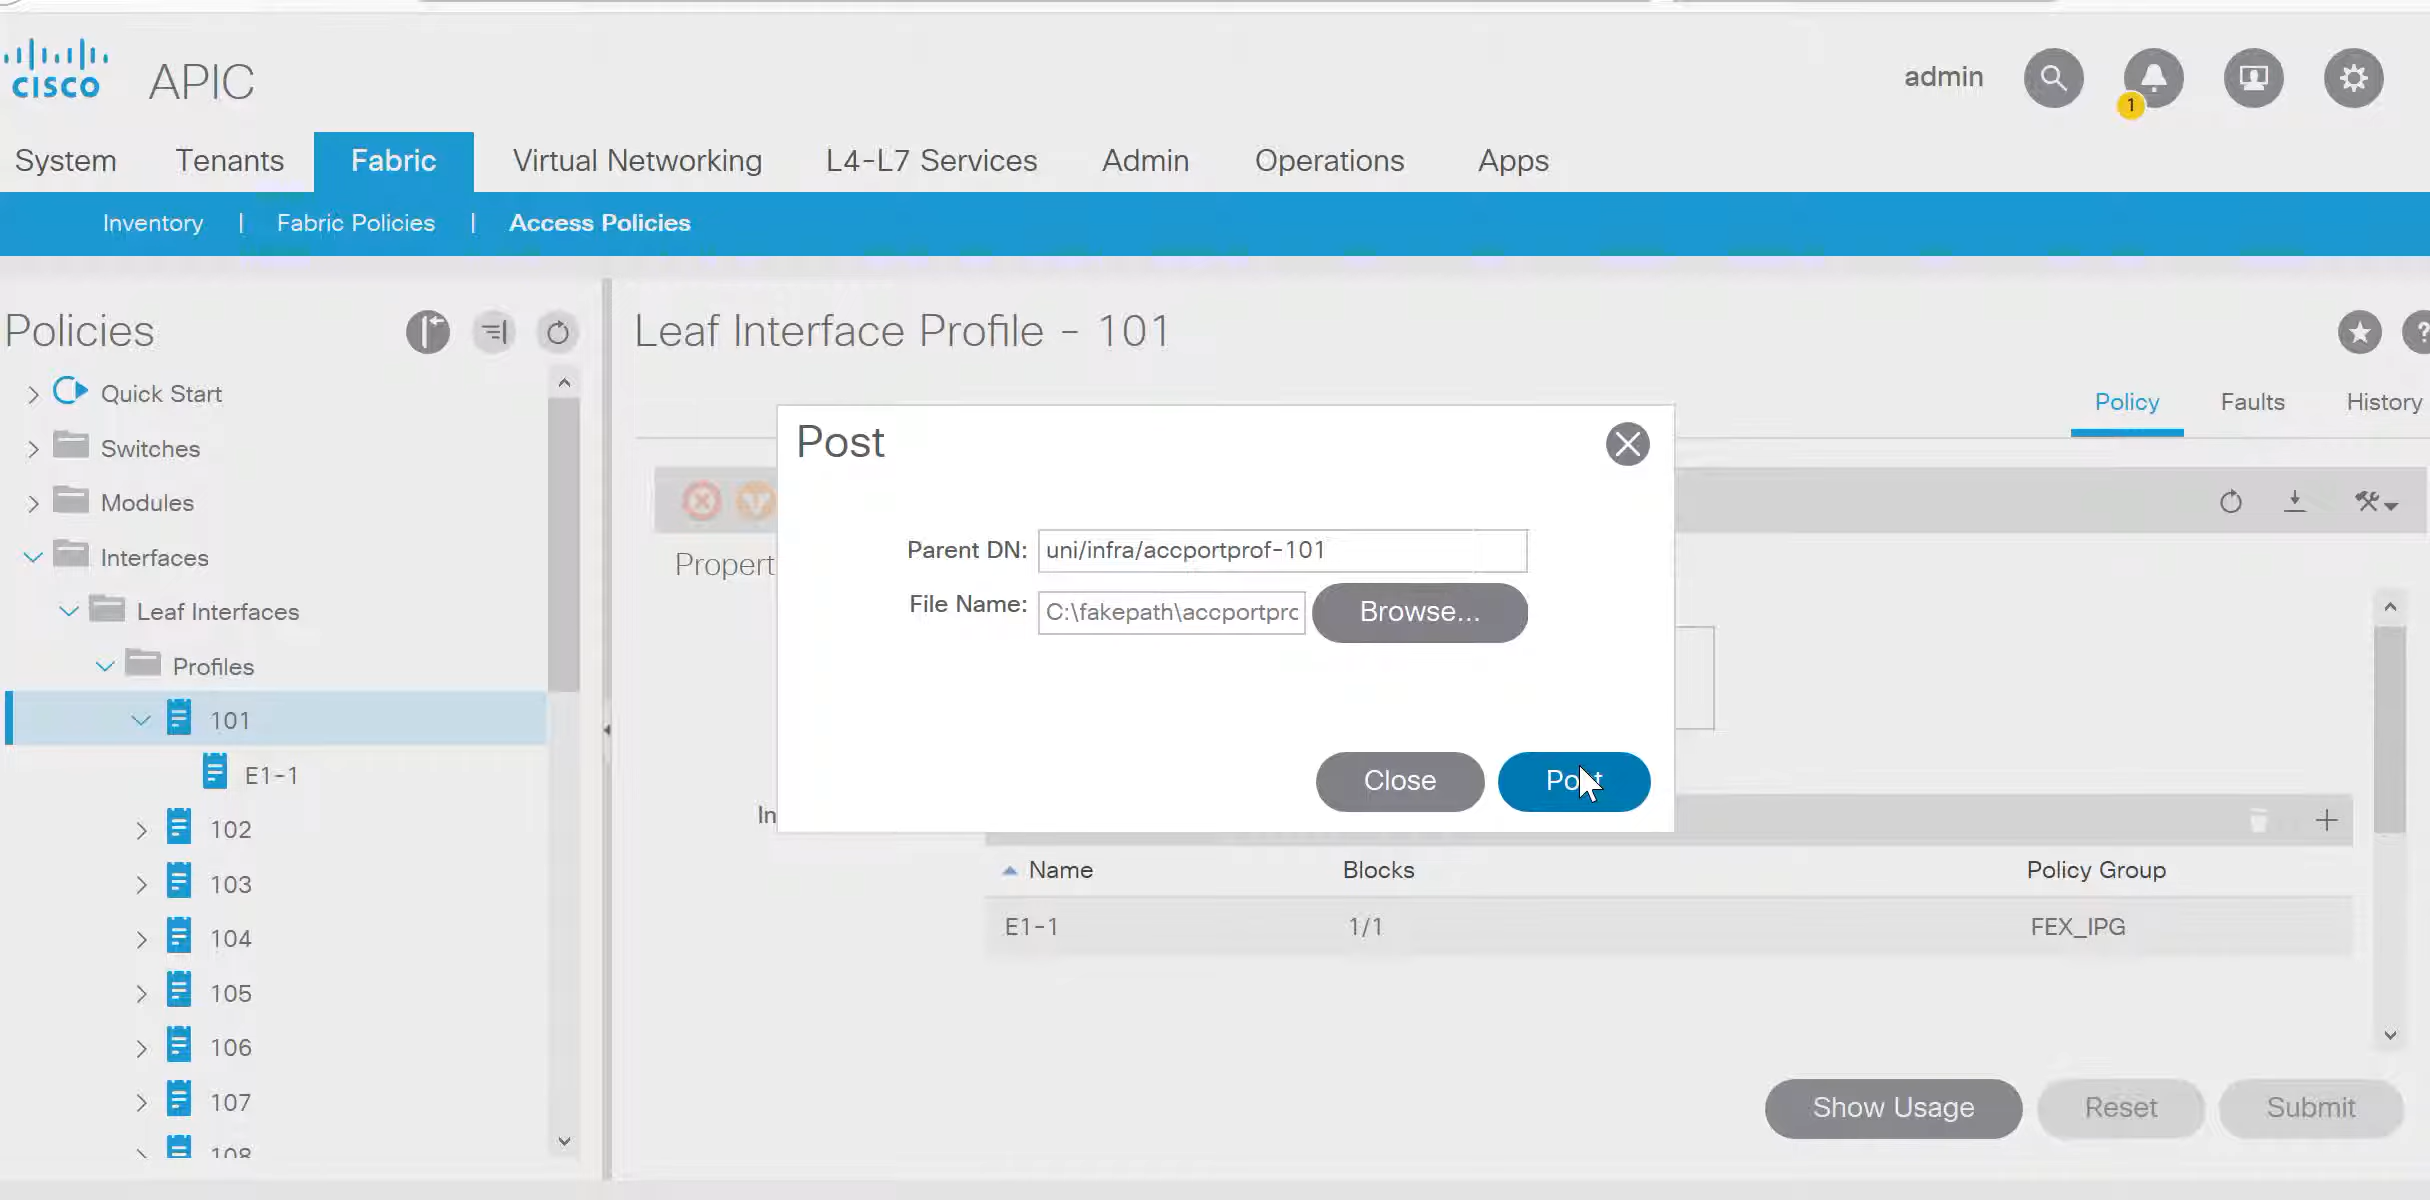 CISCO
APIC
admin
1
System
Tenants
Fabric
Virtual Networking
L4-L7 Services
Admin
Operations
Apps
Inventory | Fabric Policies | Access Policies
Policies
Quick Start
Switches
Modules
Interfaces
Leaf Interfaces
Profiles
101
E1-1
102
103
104
105
106
107
108
Leaf Interface Profile - 101
?
Policy
Faults
History
Propert
Post
Parent DN: uni/infra/accportprof-101
File Name: C:\fakepath\accportprc
Browse...
Close
Post
In
Name
Blocks
Policy Group
E1-1
1/1
FEX_IPG
Show Usage
Reset
Submit